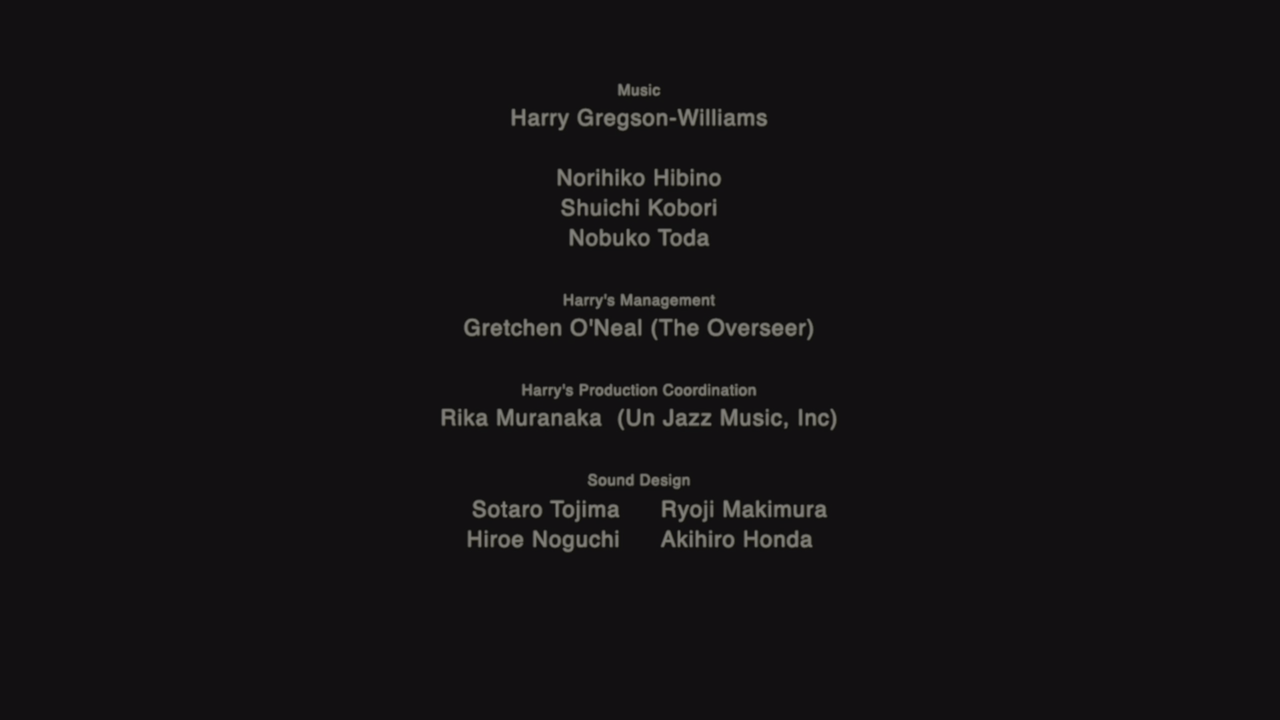 Music
Harry Gregson-Williams
Norihiko Hibino
Shuichi Kobori
Nobuko Toda
Harry's Management
Gretchen O'Neal (The Overseer)
Harry's Production Coordination
Rika Muranaka  (Un Jazz Music, Inc)
Sound Design
Sotaro Tojima Ryoji Makimura
Hiroe Noguchi Akihiro Honda